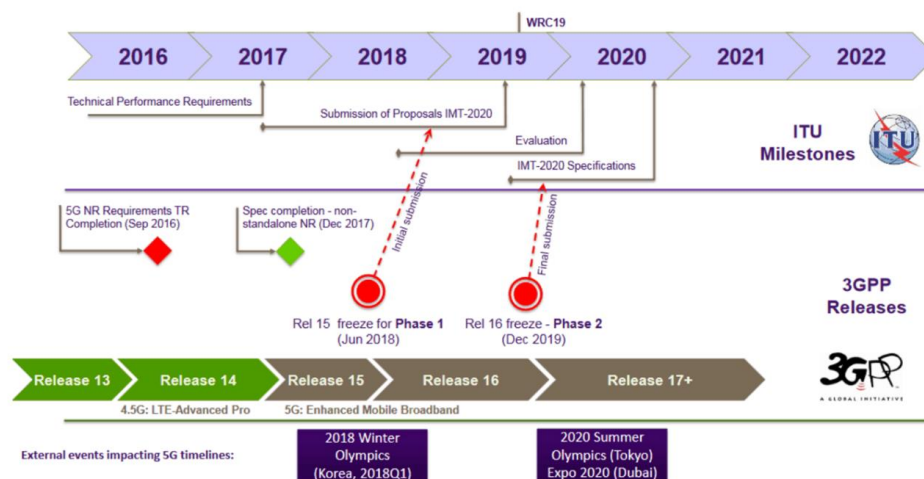 WRC19
2016
2017
2018
2019
2020
2021
2022
Technical Performance Requirements
Submission of Proposals IMT-2020
Evaluation
IMT-2020 Specifications
ITU
Milestones
ITU
Initial submission
Final submission
5G NR Requirements TR
Completion (Sep 2016)
Spec completion - non-
standalone NR (Dec 2017)
3GPP
Releases
Rel 15 freeze for Phase 1
(Jun 2018)
Rel 16 freeze - Phase 2
(Dec 2019)
Release 13
Release 14
Release 15
Release 16
Release 17+
3GPP
A GLOBAL INITIATIVE
4.5G: LTE-Advanced Pro
5G: Enhanced Mobile Broadband
External events impacting 5G timelines:
2018 Winter
Olympics
(Korea, 2018Q1)
2020 Summer
Olympics (Tokyo)
Expo 2020 (Dubai)